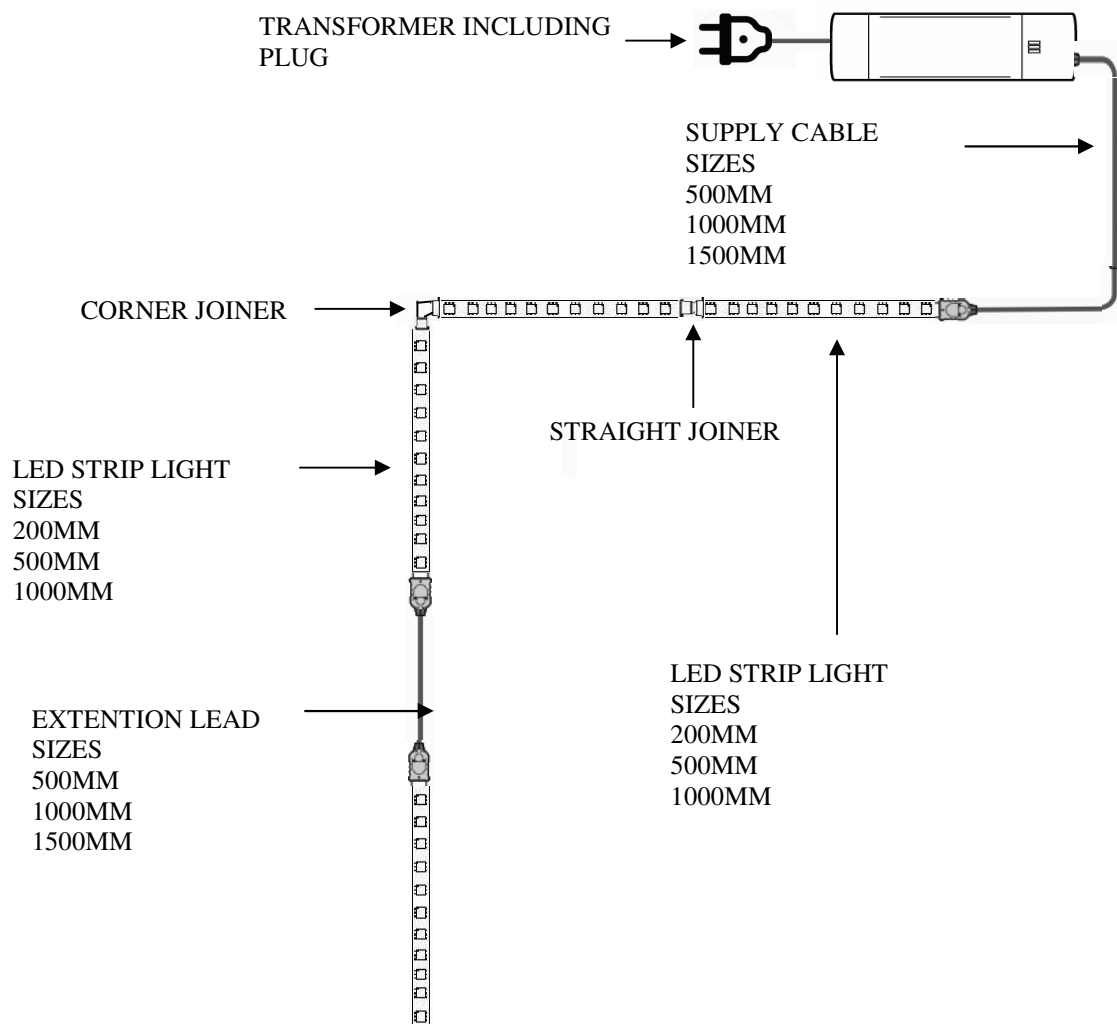 TRANSFORMER INCLUDING
PLUG
SUPPLY CABLE
SIZES
500MM
1000MM
1500MM
CORNER JOINER
STRAIGHT JOINER
LED STRIP LIGHT
SIZES
200MM
500MM
1000MM
LED STRIP LIGHT
SIZES
200MM
500MM
1000MM
EXTENTION LEAD
SIZES
500MM
1000MM
1500MM